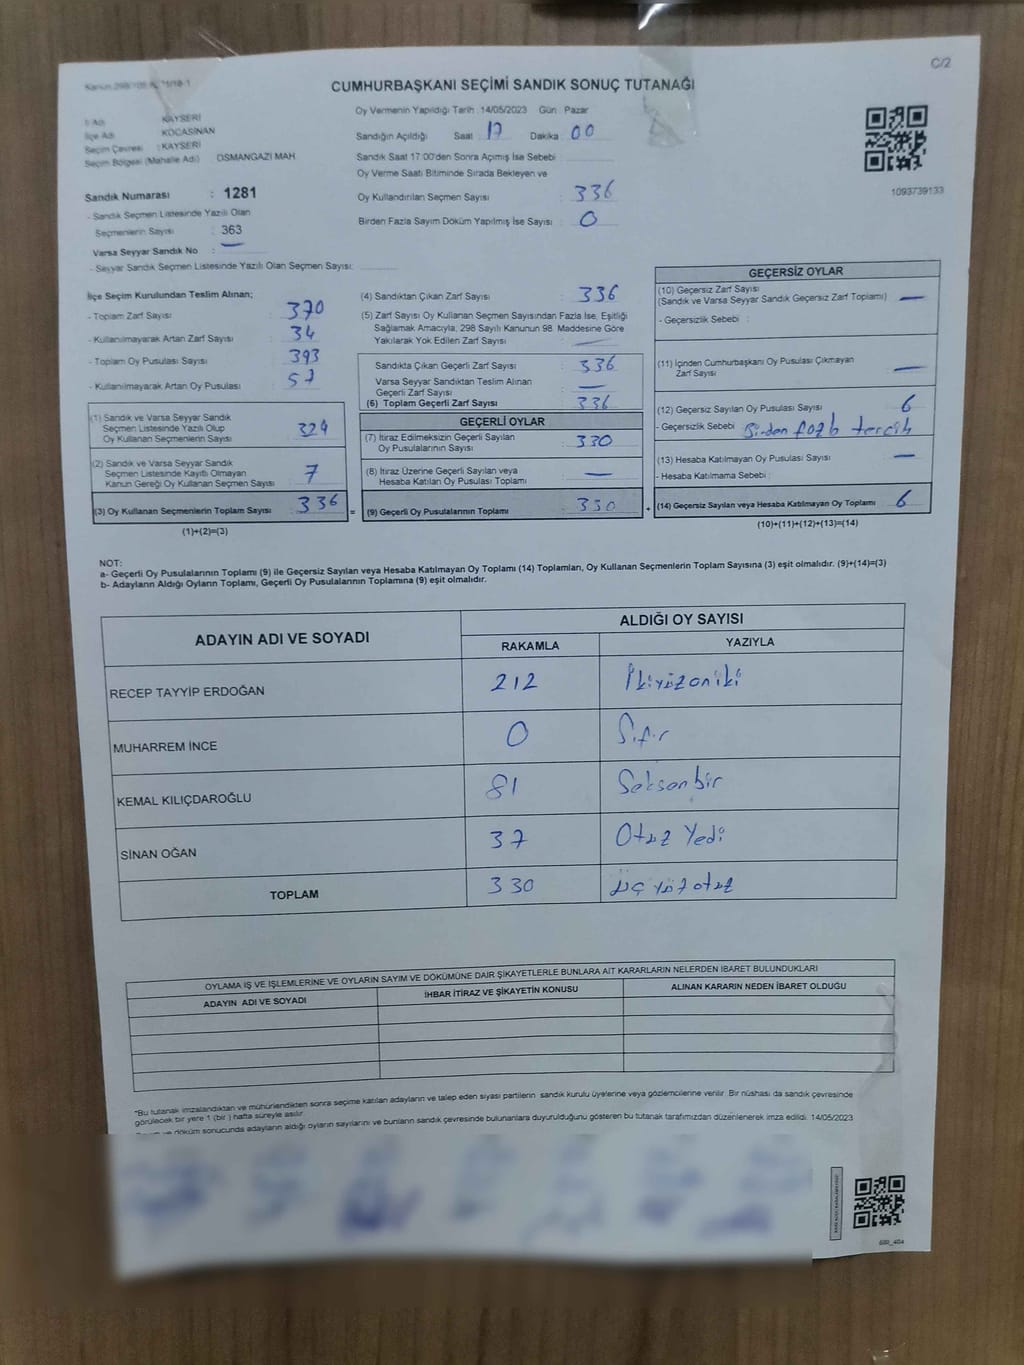 C/2
CUMHURBAŞKANI SEÇİMİ SANDIK SONUÇ TUTANAĞI
Oy Vermenin Yapıldığı Tarih : 14/05/2023 Gün : Pazar
İl Adı : KAYSERİ
İlçe Adı : KOCASİNAN
Seçim Çevresi : KAYSERİ
Seçim Bölgesi (Mahalle Adı) OSMANGAZİ MAH
Sandığın Açıldığı Saat : 17 Dakika : 00
Sandık Saat 17:00'den Sonra Açımış İse Sebebi :
Oy Verme Saati Bitiminde Sırada Bekleyen ve
Oy Kullandırılan Seçmen Sayısı : 336
Birden Fazla Sayım Döküm Yapılmış İse Sayısı : 0
1093739133
Sandık Numarası : 1281
- Sandık Seçmen Listesinde Yazılı Olan
Seçmenlerin Sayısı : 363
Varsa Seyyar Sandık No : —
- Seyyar Sandık Seçmen Listesinde Yazılı Olan Seçmen Sayısı:
İlçe Seçim Kurulundan Teslim Alınan;
- Toplam Zarf Sayısı : 370
- Kullanılmayarak Artan Zarf Sayısı : 34
- Toplam Oy Pusulası Sayısı : 393
- Kullanılmayarak Artan Oy Pusulası : 57
(1) Sandık ve Varsa Seyyar Sandık
Seçmen Listesinde Yazılı Olup
Oy Kullanan Seçmenlerin Sayısı : 329
(2) Sandık ve Varsa Seyyar Sandık
Seçmen Listesinde Kayıtlı Olmayan
Kanun Gereği Oy Kullanan Seçmen Sayısı : 7
(3) Oy Kullanan Seçmenlerin Toplam Sayısı : 336 =
(1)+(2)=(3)
(4) Sandıktan Çıkan Zarf Sayısı : 336
(5) Zarf Sayısı Oy Kullanan Seçmen Sayısından Fazla İse, Eşitliği
Sağlamak Amacıyla, 298 Sayılı Kanunun 98. Maddesine Göre
Yakılarak Yok Edilen Zarf Sayısı : —
Sandıkta Çıkan Geçerli Zarf Sayısı : 336
Varsa Seyyar Sandıktan Teslim Alınan
Geçerli Zarf Sayısı : —
(6) Toplam Geçerli Zarf Sayısı : 336
GEÇERLİ OYLAR
(7) İtiraz Edilmeksizin Geçerli Sayılan
Oy Pusulalarının Sayısı : 330
(8) İtiraz Üzerine Geçerli Sayılan veya
Hesaba Katılan Oy Pusulası Toplamı : —
(9) Geçerli Oy Pusulalarının Toplamı : 330 +
GEÇERSİZ OYLAR
(10) Geçersiz Zarf Sayısı
(Sandık ve Varsa Seyyar Sandık Geçersiz Zarf Toplamı) : —
- Geçersizlik Sebebi :
(11) İçinden Cumhurbaşkanı Oy Pusulası Çıkmayan
Zarf Sayısı : —
(12) Geçersiz Sayılan Oy Pusulası Sayısı : 6
- Geçersizlik Sebebi : Birden fazla tercih
(13) Hesaba Katılmayan Oy Pusulası Sayısı : —
- Hesaba Katılmama Sebebi :
(14) Geçersiz Sayılan veya Hesaba Katılmayan Oy Toplamı : 6
(10)+(11)+(12)+(13)=(14)
NOT:
a- Geçerli Oy Pusulalarının Toplamı (9) ile Geçersiz Sayılan veya Hesaba Katılmayan Oy Toplamı (14) Toplamları, Oy Kullanan Seçmenlerin Toplam Sayısına (3) eşit olmalıdır. (9)+(14)=(3)
b- Adayların Aldığı Oyların Toplamı, Geçerli Oy Pusulalarının Toplamına (9) eşit olmalıdır.
ADAYIN ADI VE SOYADI ALDIĞI OY SAYISI
RAKAMLA YAZIYLA
RECEP TAYYİP ERDOĞAN 212 İkiyüzoniki
MUHARREM İNCE 0 Sıfır
KEMAL KILIÇDAROĞLU 81 Seksenbir
SİNAN OĞAN 37 Otuz Yedi
TOPLAM 330 üç yüz otuz
OYLAMA İŞ VE İŞLEMLERİNE VE OYLARIN SAYIM VE DÖKÜMÜNE DAİR ŞİKAYETLERLE BUNLARA AİT KARARLARIN NELERDEN İBARET BULUNDUKLARI
ADAYIN ADI VE SOYADI İHBAR İTİRAZ VE ŞİKAYETİN KONUSU ALINAN KARARIN NEDEN İBARET OLDUĞU
"Bu tutanak imzalandıktan ve mühürlendikten sonra seçime katılan adayların ve talep eden siyasi partilerin sandık kurulu üyelerine veya gözlemcilerine verilir. Bir nüshası da sandık çevresinde
görülecek bir yere 1 (bir ) hafta süreyle asılır.
ve döküm sonucunda adayların aldığı oyların sayılarını ve bunların sandık çevresinde bulunanlara duyurulduğunu gösteren bu tutanak tarafımızdan düzenlenerek imza edildi. 14/05/2023